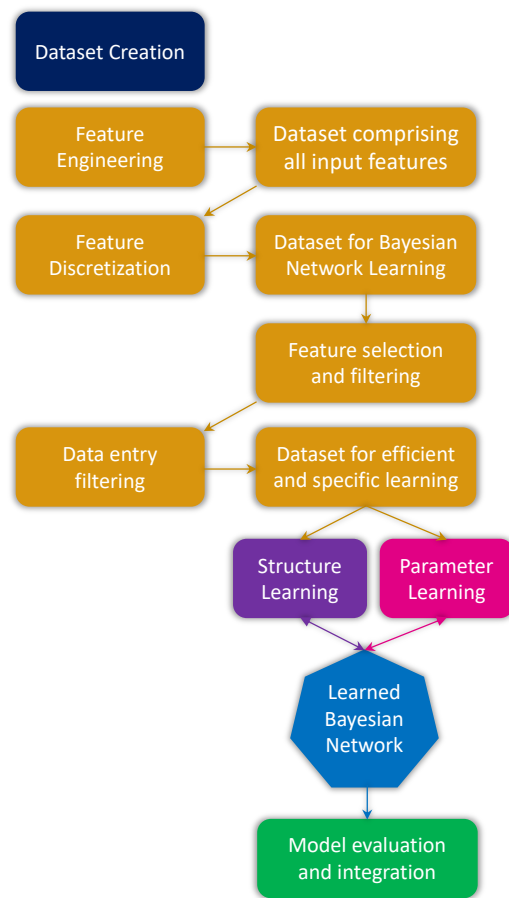 Dataset Creation
Feature
Engineering
Dataset comprising
all input features
Feature
Discretization
Dataset for Bayesian
Network Learning
Feature selection
and filtering
Data entry
filtering
Dataset for efficient
and specific learning
Structure
Learning
Parameter
Learning
Learned
Bayesian
Network
Model evaluation
and integration